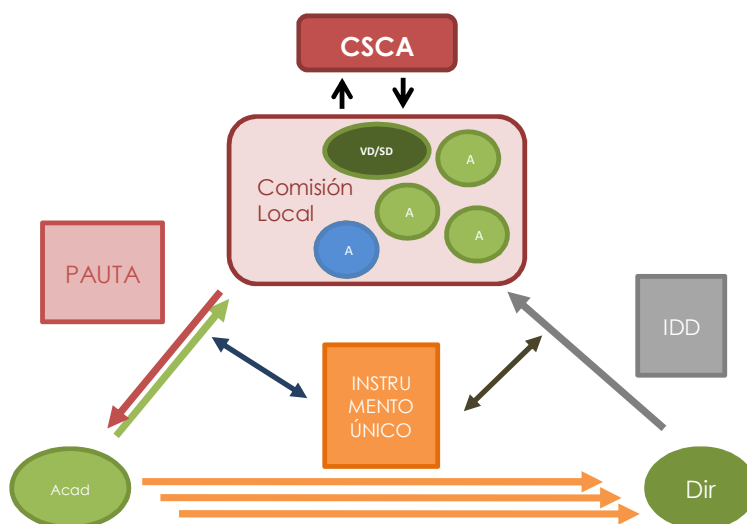 CSCA
VD/SD
A
Comisión
Local
A
A
A
PAUTA
IDD
INSTRU
MENTO
ÚNICO
Acad
Dir